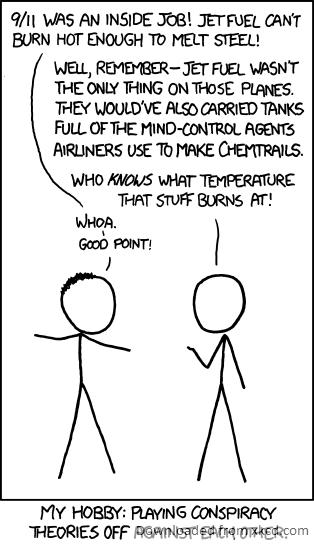 9/11 WAS AN INSIDE JOB! JET FUEL CAN'T
BURN HOT ENOUGH TO MELT STEEL!
WELL, REMEMBER—JET FUEL WASN'T
THE ONLY THING ON THOSE PLANES.
THEY WOULD'VE ALSO CARRIED TANKS
FULL OF THE MIND-CONTROL AGENTS
AIRLINERS USE TO MAKE CHEMTRAILS.
WHO KNOWS WHAT TEMPERATURE
THAT STUFF BURNS AT!
WHOA.
GOOD POINT!
MY HOBBY: PLAYING CONSPIRACY
THEORIES OFF AGAINST EACH OTHER.
Downloaded from xkcd.com